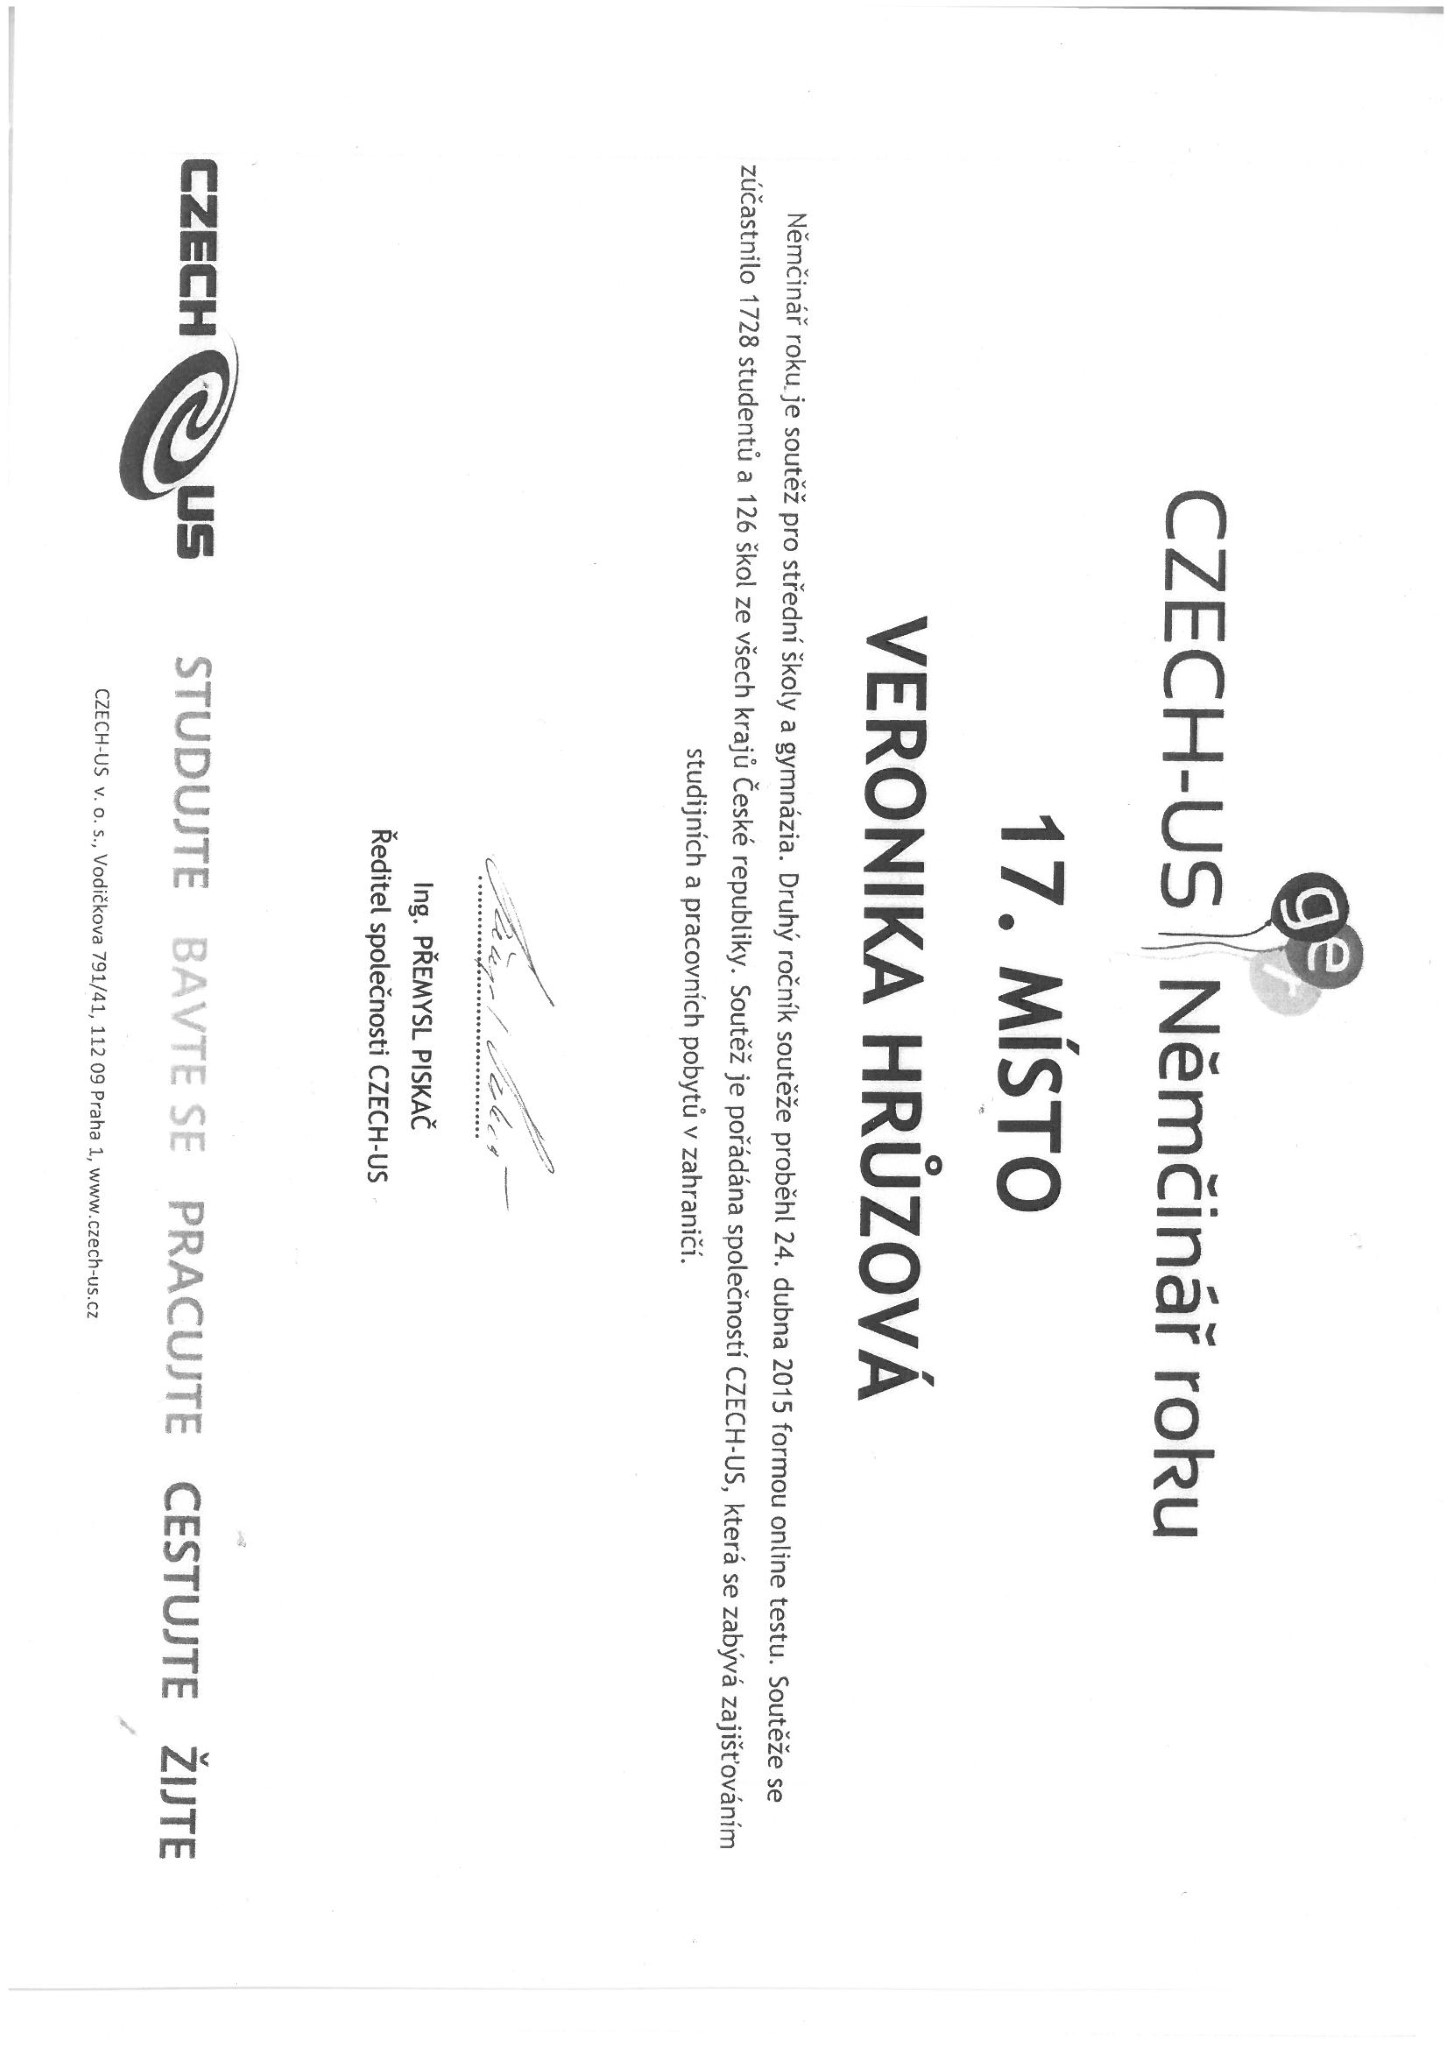 ger
CZECH-US Němčinář roku
17. MÍSTO
VERONIKA HRŮZOVÁ
Němčinář roku je soutěž pro střední školy a gymnázia. Druhý ročník soutěže proběhl 24. dubna 2015 formou online testu. Soutěže se
zúčastnilo 1728 studentů a 126 škol ze všech krajů České republiky. Soutěž je pořádána společností CZECH-US, která se zabývá zajišťováním
studijních a pracovních pobytů v zahraničí.
Ing. PŘEMYSL PISKAČ
Ředitel společnosti CZECH-US
CZECH US STUDUJTE BAVTE SE PRACUJTE CESTUJTE ŽIJTE
CZECH-US v. o. s., Vodičkova 791/41, 112 09 Praha 1, www.czech-us.cz